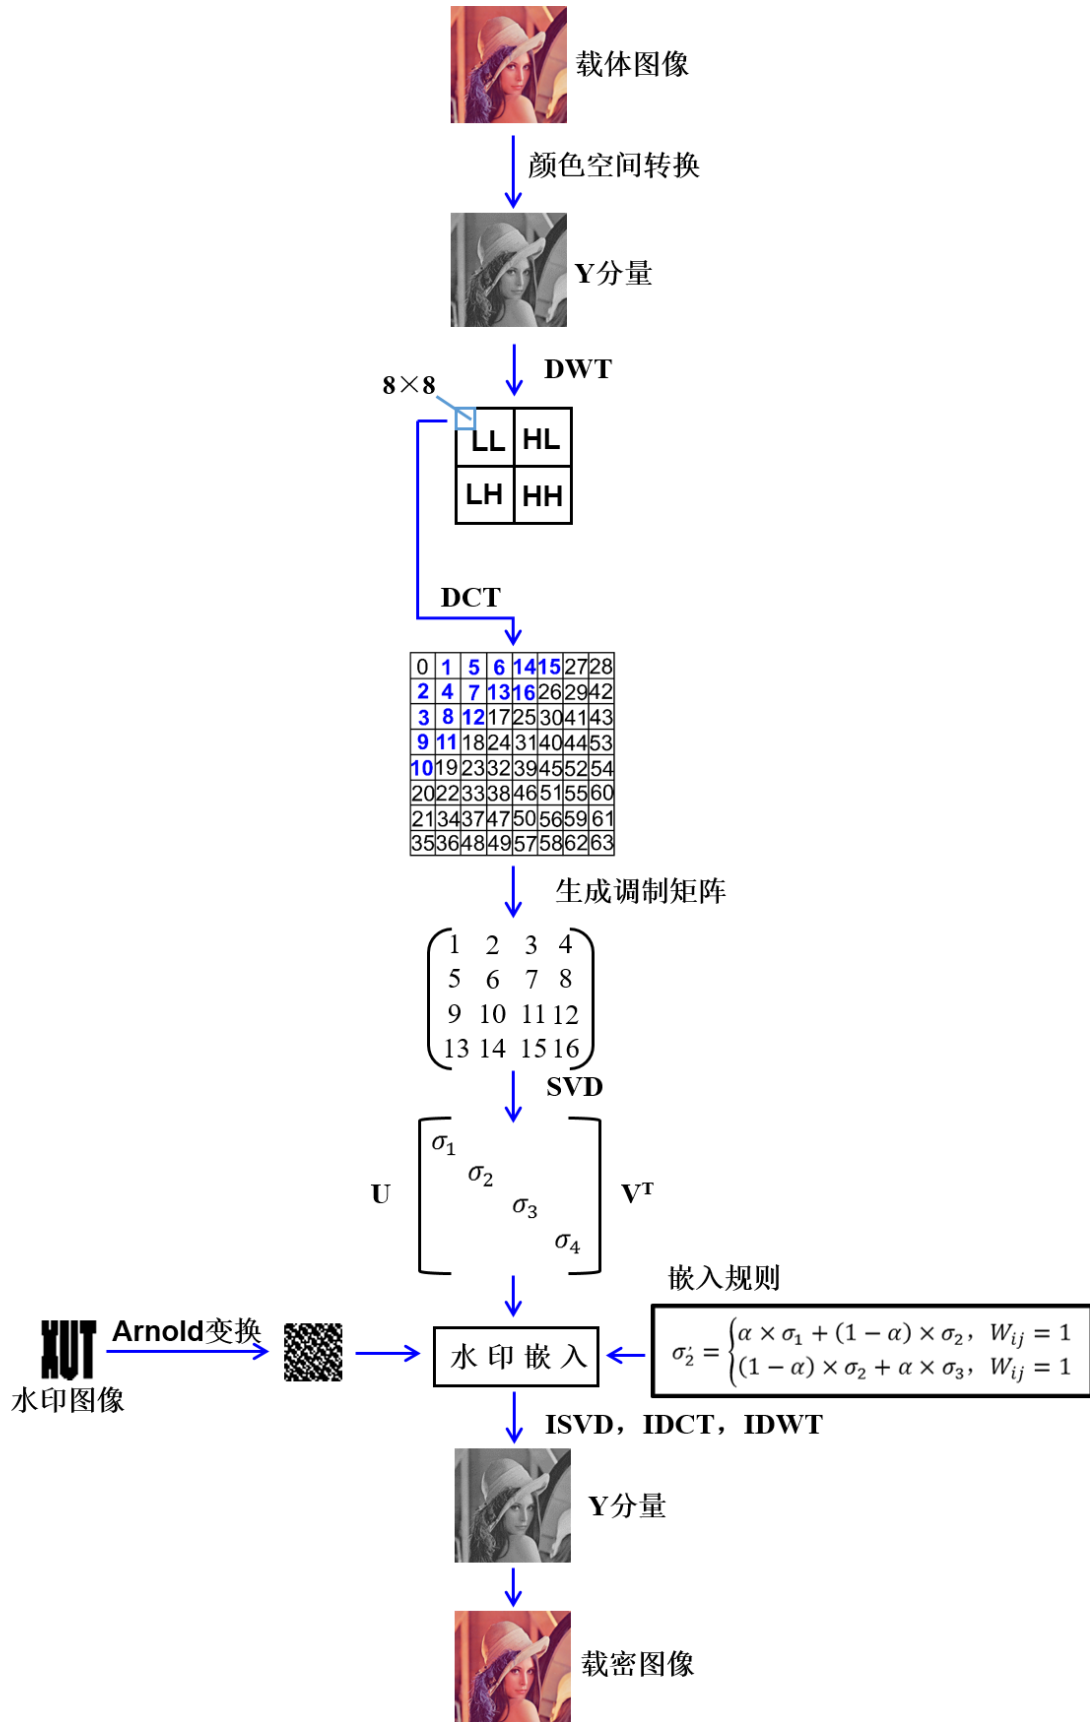 载体图像
颜色空间转换
Y分量
DWT
8×8
LL HL
LH HH
DCT
0 1 5 6 14 15 27 28
2 4 7 13 16 26 29 42
3 8 12 17 25 30 41 43
9 11 18 24 31 40 44 53
10 19 23 32 39 45 52 54
20 22 33 38 46 51 55 60
21 34 37 47 50 56 59 61
35 36 48 49 57 58 62 63
生成调制矩阵
1 2 3 4
5 6 7 8
9 10 11 12
13 14 15 16
SVD
σ₁
σ₂
U
Vᵀ
σ₃
σ₄
嵌入规则
XUT
Arnold变换
水印图像
水印嵌入
σ₂′ = {α × σ₁ + (1 − α) × σ₂, Wᵢⱼ = 1
(1 − α) × σ₂ + α × σ₃, Wᵢⱼ = 1
ISVD，IDCT，IDWT
Y分量
载密图像